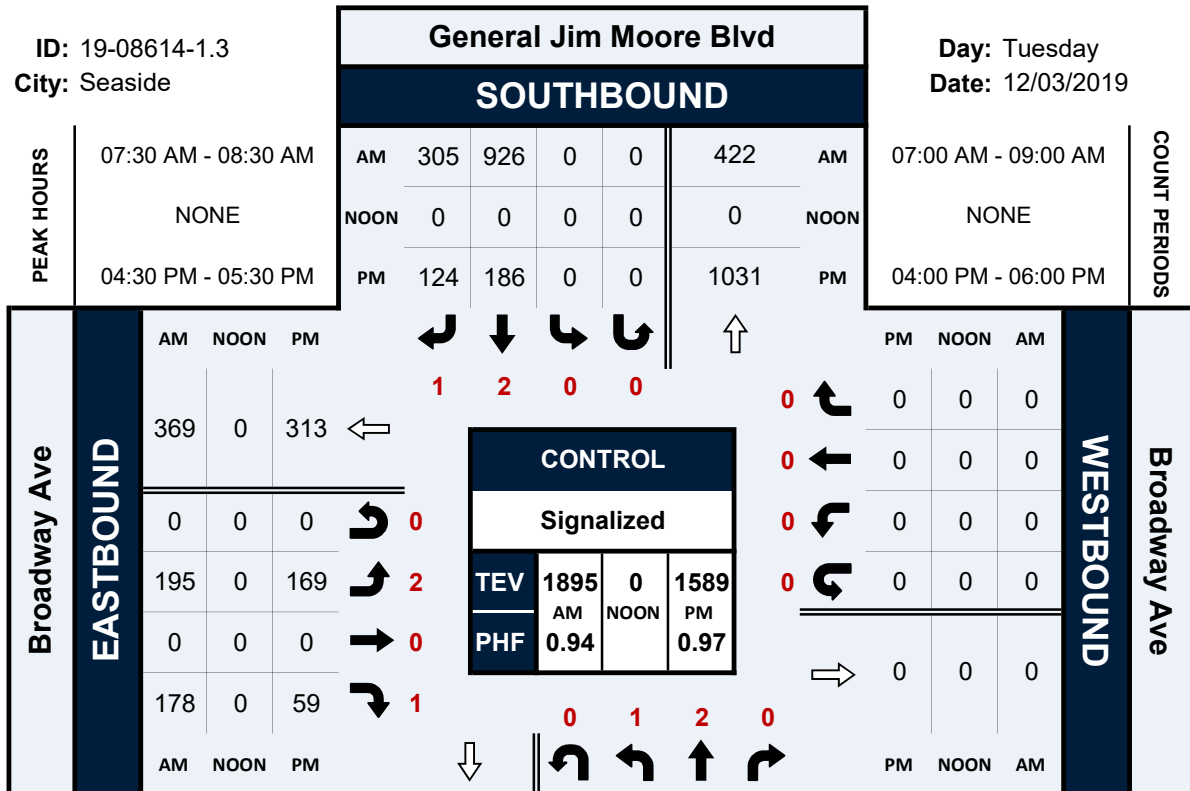 ID: 19-08614-1.3
City: Seaside
General Jim Moore Blvd
SOUTHBOUND
Day: Tuesday
Date: 12/03/2019
PEAK HOURS
07:30 AM - 08:30 AM
NONE
04:30 PM - 05:30 PM
AM 305 926 0 0 422 AM
NOON 0 0 0 0 0 NOON
PM 124 186 0 0 1031 PM
07:00 AM - 09:00 AM
NONE
04:00 PM - 06:00 PM
COUNT PERIODS
1 2 0 0
Broadway Ave
EASTBOUND
AM NOON PM
369 0 313
0 0 0 0
195 0 169 2
0 0 0 0
178 0 59 1
AM NOON PM
CONTROL
Signalized
TEV 1895 0 1589
AM NOON PM
PHF 0.94 0.97
PM NOON AM
0 0 0 0
0 0 0 0
0 0 0 0
0 0 0 0
0 0 0
PM NOON AM
WESTBOUND
Broadway Ave
0 1 2 0